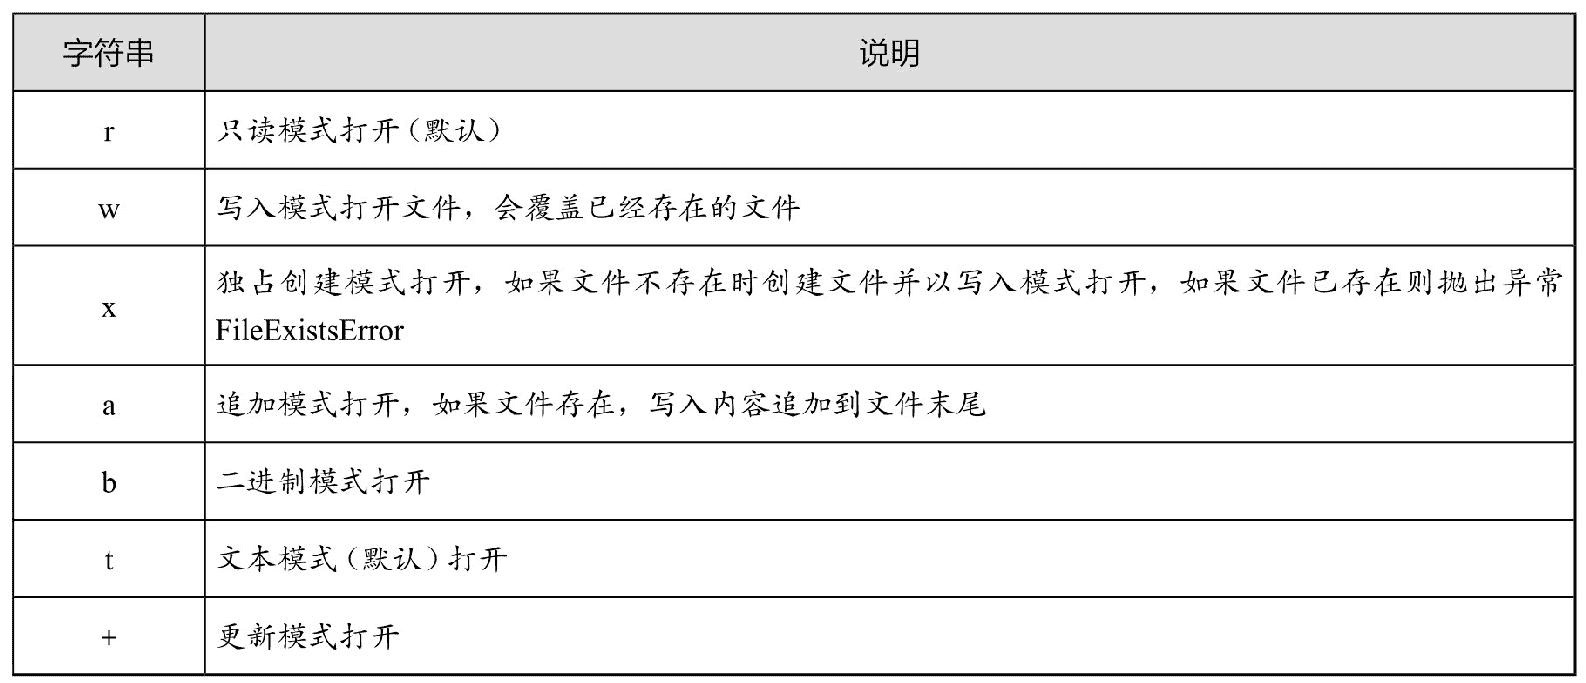 字符串 说明
r 只读模式打开（默认）
w 写入模式打开文件，会覆盖已经存在的文件
x 独占创建模式打开，如果文件不存在时创建文件并以写入模式打开，如果文件已存在则抛出异常
FileExistsError
a 追加模式打开，如果文件存在，写入内容追加到文件末尾
b 二进制模式打开
t 文本模式（默认）打开
+ 更新模式打开